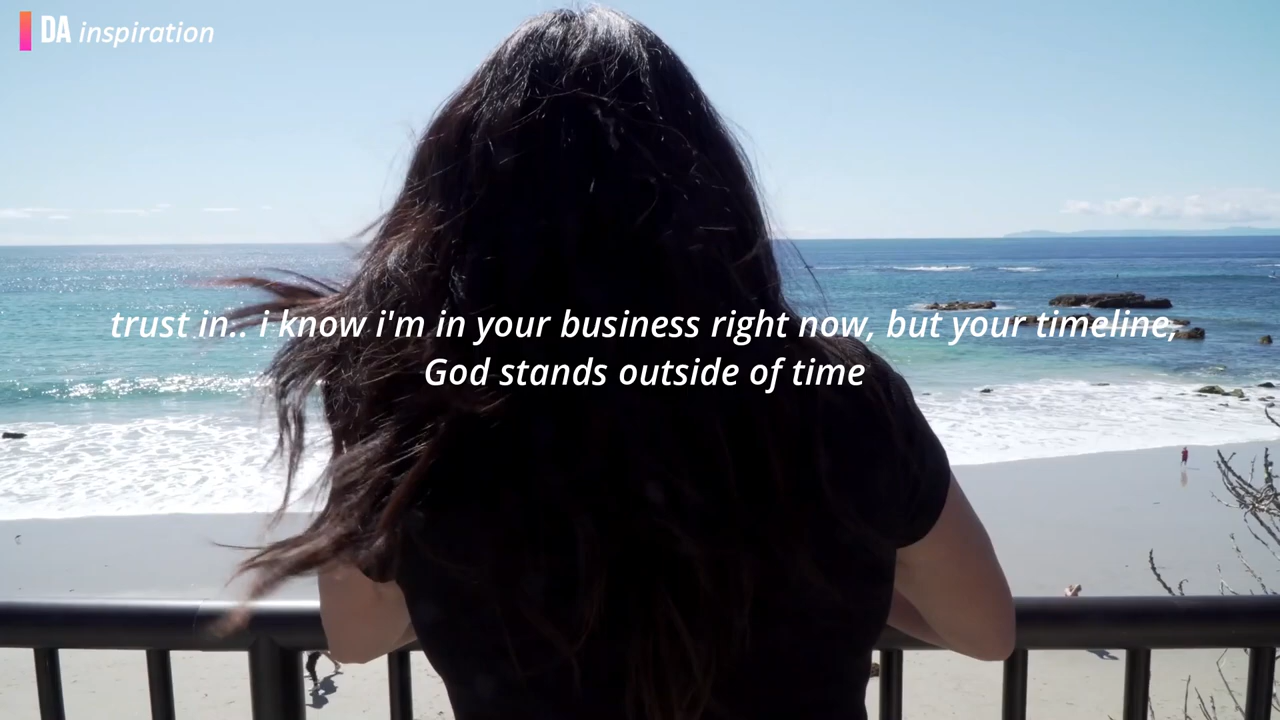 DA inspiration
trust in.. i know i'm in your business right now, but your timeline,
God stands outside of time